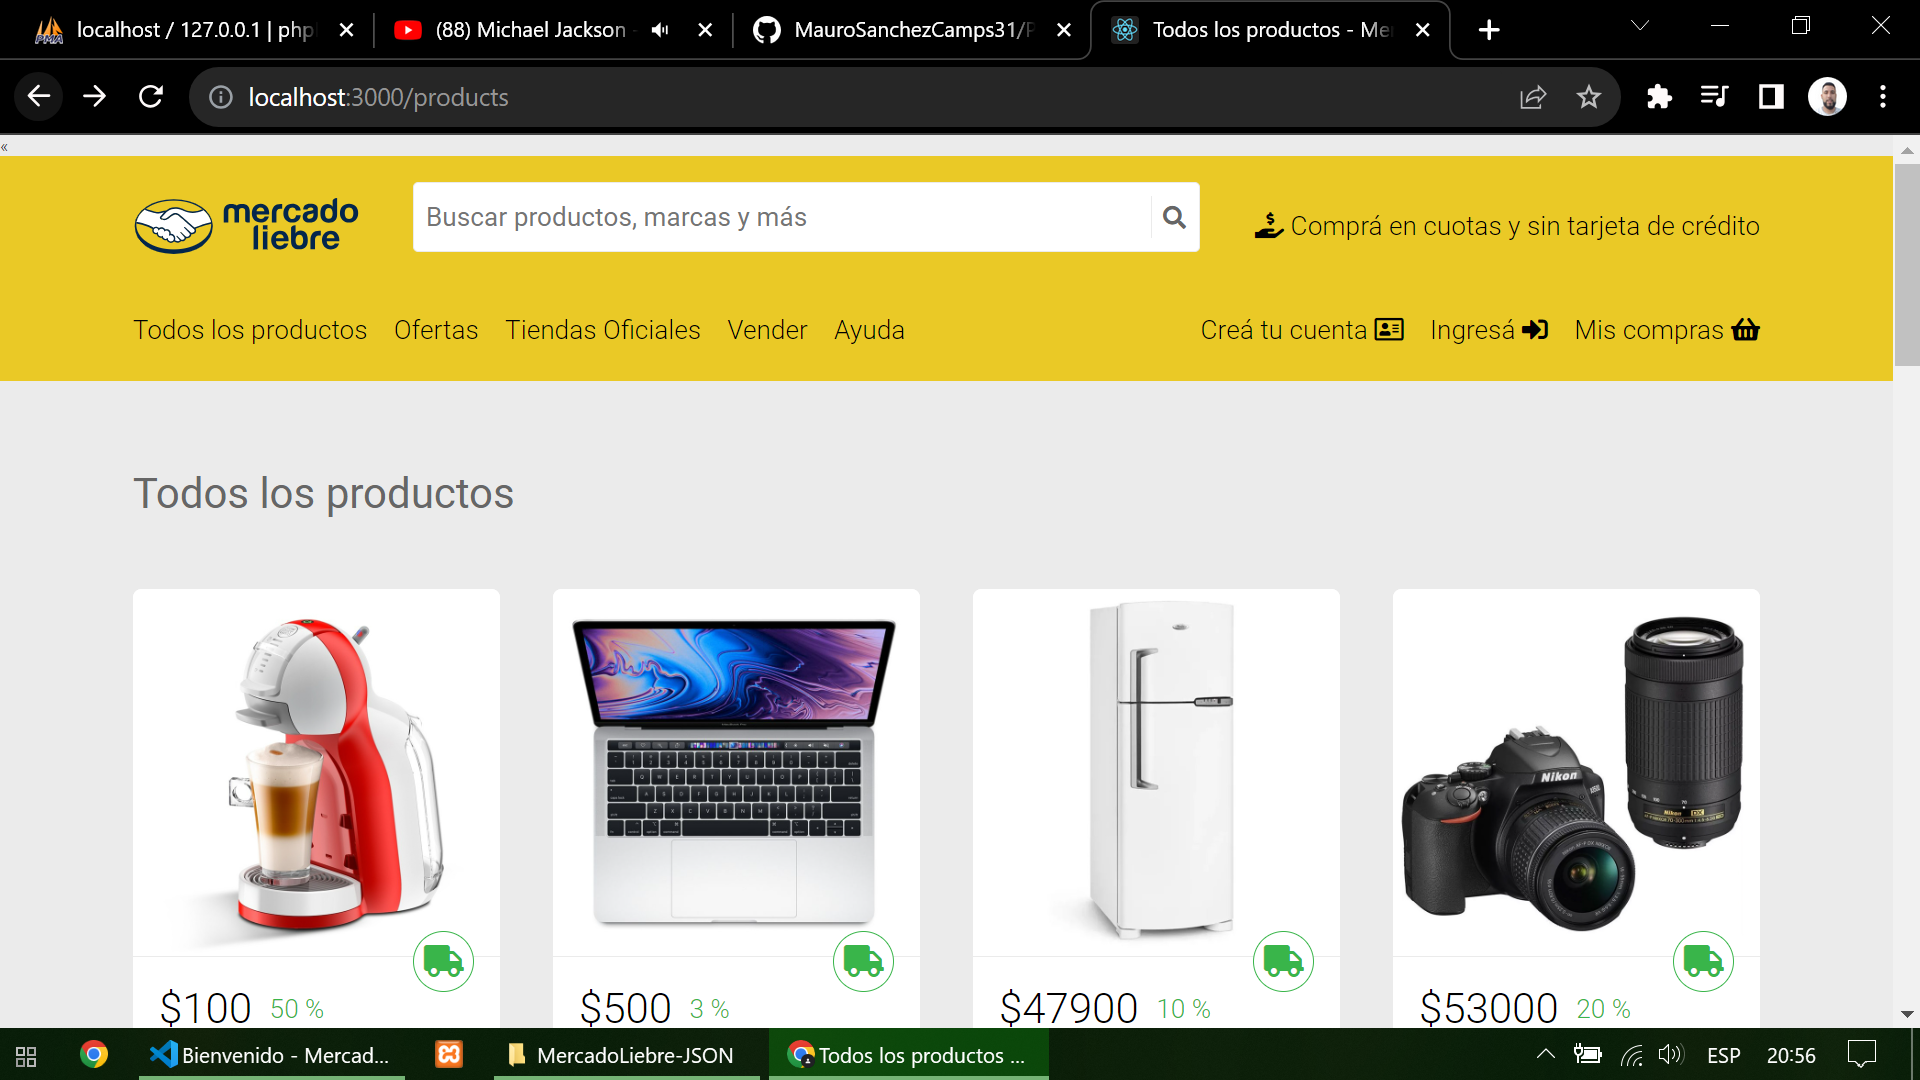 localhost / 127.0.0.1 | php
(88) Michael Jackson -
MauroSanchezCamps31/P
Todos los productos - Me
localhost:3000/products
«
mercado
liebre
Buscar productos, marcas y más
Comprá en cuotas y sin tarjeta de crédito
Todos los productos
Ofertas
Tiendas Oficiales
Vender
Ayuda
Creá tu cuenta
Ingresá
Mis compras
Todos los productos
Nikon
$100 50 %
$500 3 %
$47900 10 %
$53000 20 %
Bienvenido - Mercad...
MercadoLiebre-JSON
Todos los productos ...
ESP
20:56